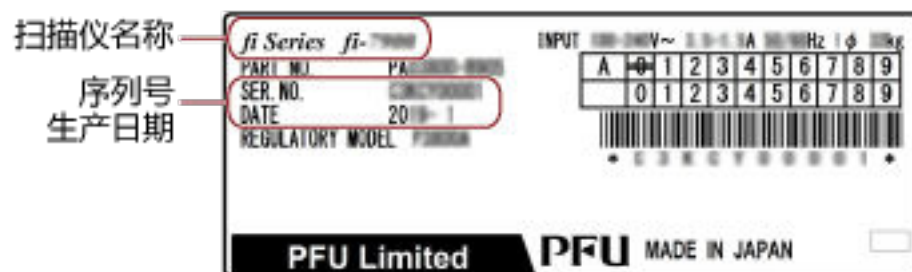 扫描仪名称
序列号
生产日期
fi Series fi-
PART NO. PA
SER. NO.
DATE 20
REGULATORY MODEL
INPUT V~ A Hz 1φ kg
A 0 1 2 3 4 5 6 7 8 9
0 1 2 3 4 5 6 7 8 9
PFU Limited
PFU MADE IN JAPAN